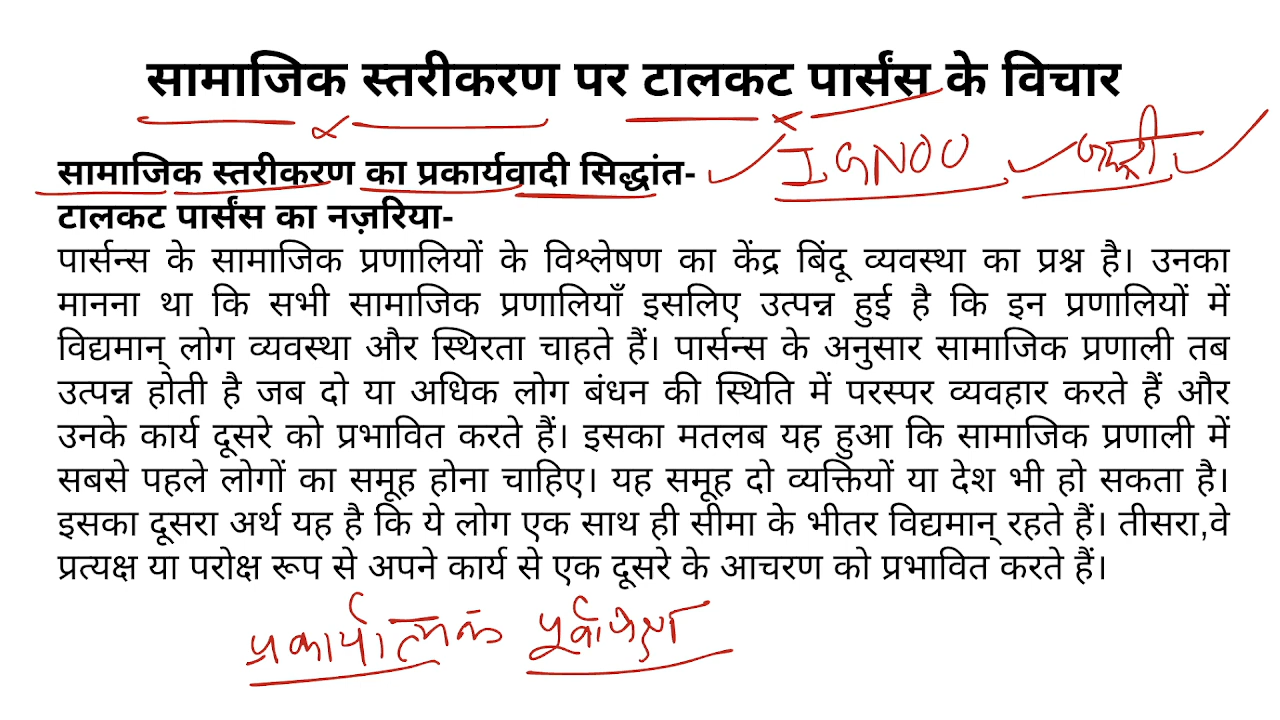 सामाजिक स्तरीकरण पर टालकट पार्संस के विचार
सामाजिक स्तरीकरण का प्रकार्यवादी सिद्धांत- IGNOU
टालकट पार्संस का नज़रिया-
पार्सन्स के सामाजिक प्रणालियों के विश्लेषण का केंद्र बिंदू व्यवस्था का प्रश्न है। उनका
मानना था कि सभी सामाजिक प्रणालियाँ इसलिए उत्पन्न हुई है कि इन प्रणालियों में
विद्यमान् लोग व्यवस्था और स्थिरता चाहते हैं। पार्सन्स के अनुसार सामाजिक प्रणाली तब
उत्पन्न होती है जब दो या अधिक लोग बंधन की स्थिति में परस्पर व्यवहार करते हैं और
उनके कार्य दूसरे को प्रभावित करते हैं। इसका मतलब यह हुआ कि सामाजिक प्रणाली में
सबसे पहले लोगों का समूह होना चाहिए। यह समूह दो व्यक्तियों या देश भी हो सकता है।
इसका दूसरा अर्थ यह है कि ये लोग एक साथ ही सीमा के भीतर विद्यमान् रहते हैं। तीसरा,वे
प्रत्यक्ष या परोक्ष रूप से अपने कार्य से एक दूसरे के आचरण को प्रभावित करते हैं।
प्रकार्यात्मक पूर्वापेक्षा